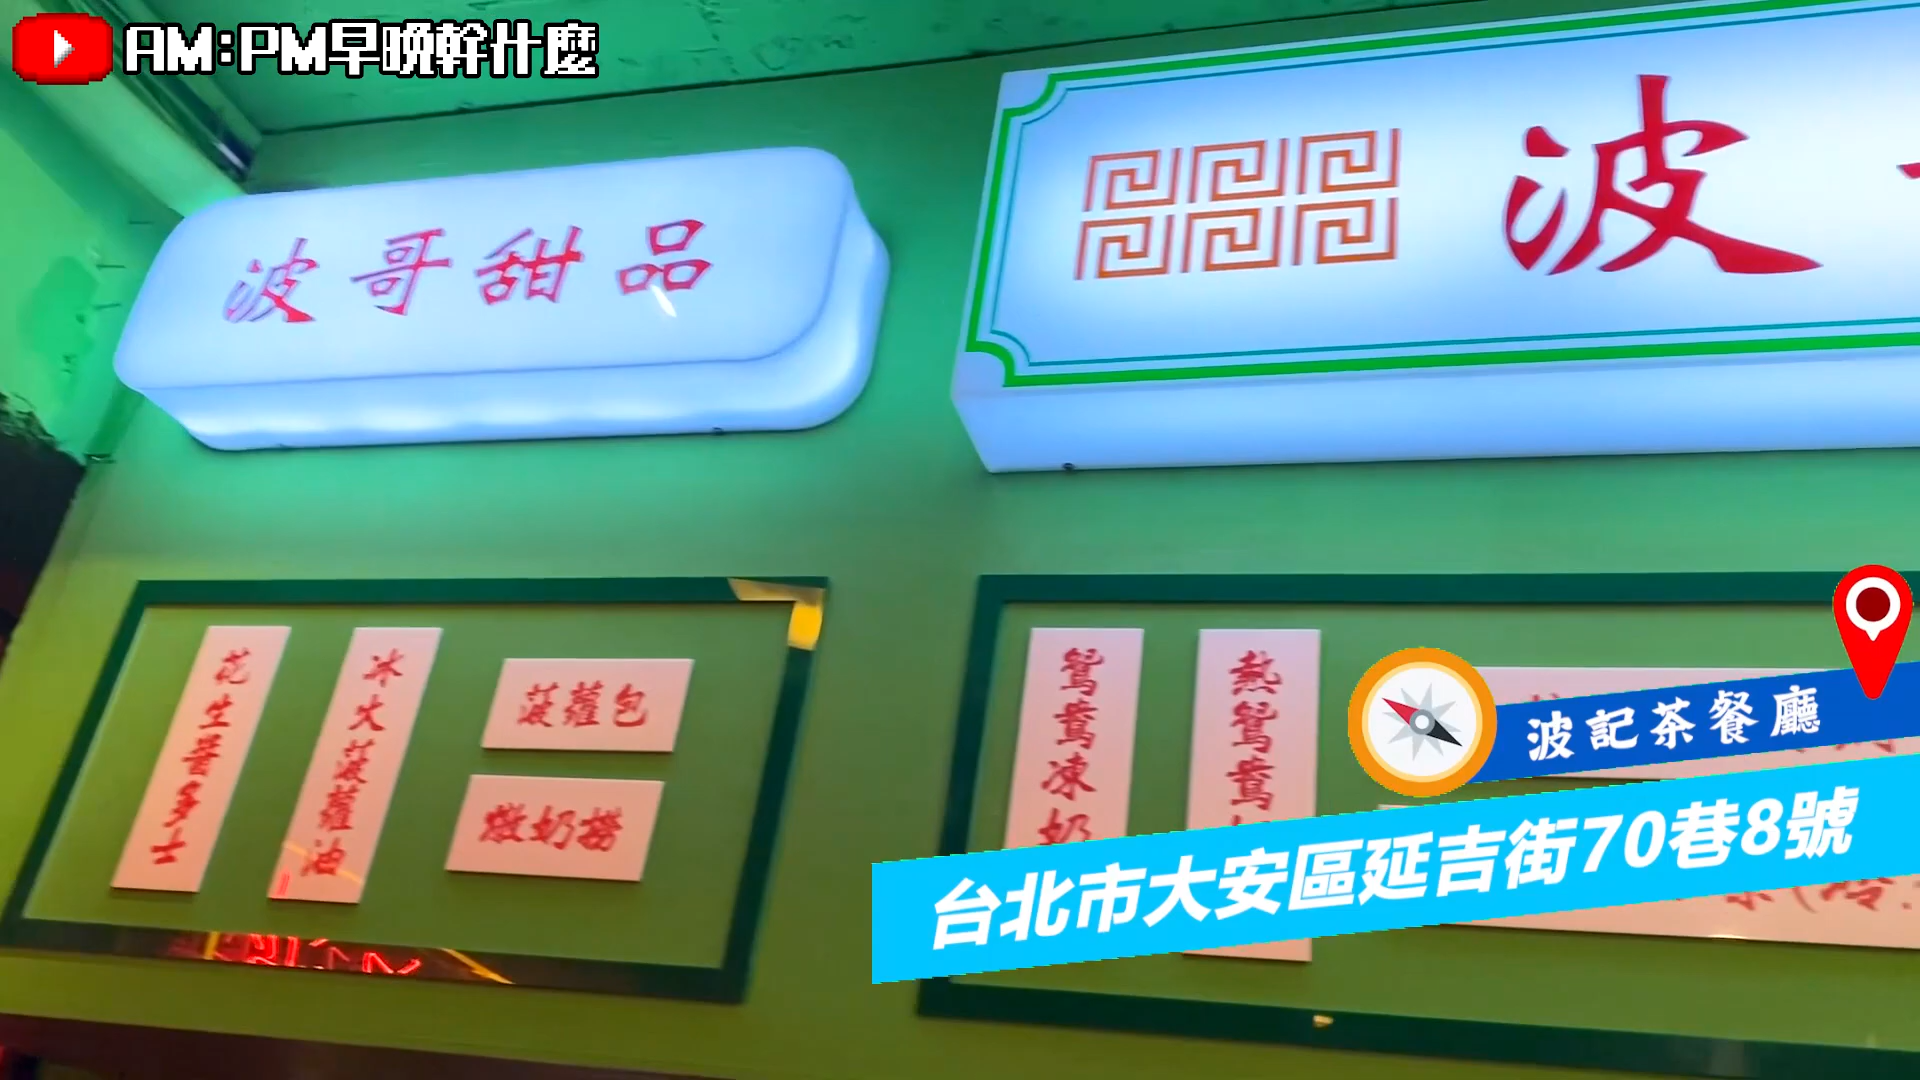 AM:PM早晚幹什麼
波哥甜品
波
花生醬多士
冰火菠蘿油
菠蘿包
燉奶撈
鴛鴦凍奶
熱鴛鴦
波記茶餐廳
台北市大安區延吉街70巷8號